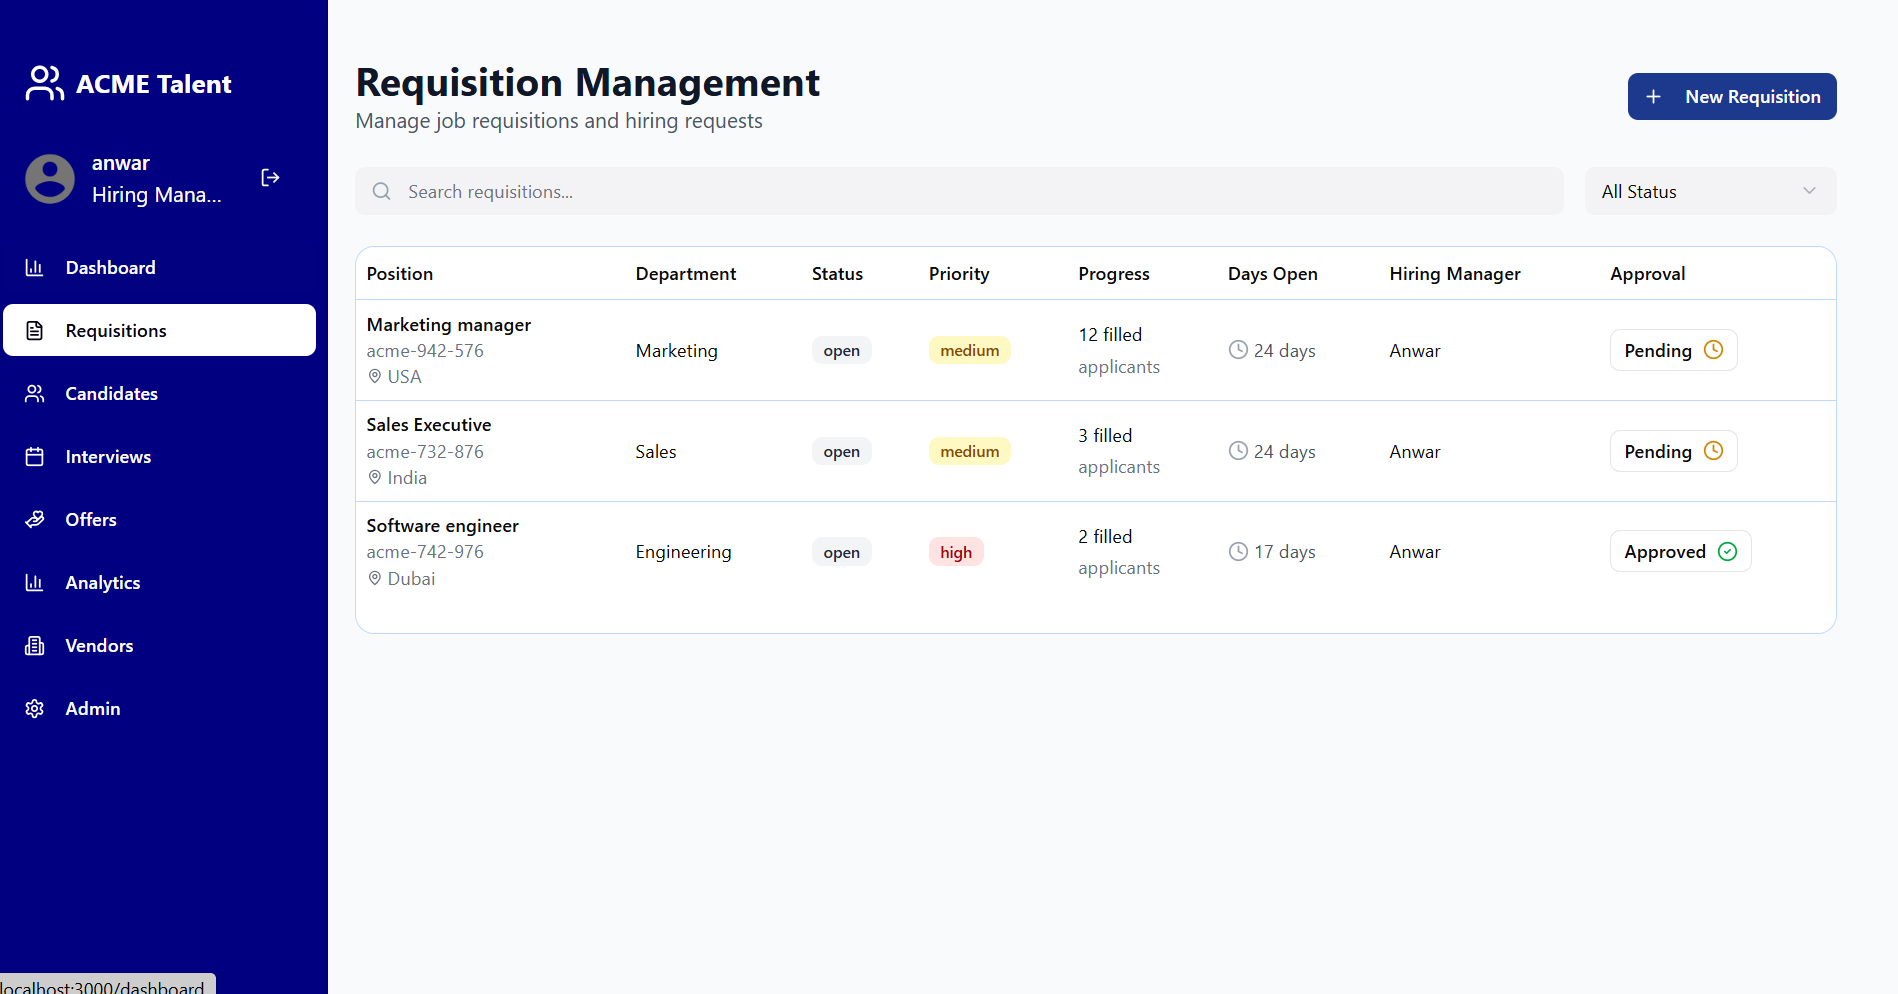 ACME Talent
anwar
Hiring Mana...
Dashboard
Requisitions
Candidates
Interviews
Offers
Analytics
Vendors
Admin
localhost:3000/dashboard
Requisition Management
Manage job requisitions and hiring requests
New Requisition
Search requisitions...
All Status
Position Department Status Priority Progress Days Open Hiring Manager Approval
Marketing manager
acme-942-576
USA
Marketing
open
medium
12 filled
applicants
24 days
Anwar
Pending
Sales Executive
acme-732-876
India
Sales
open
medium
3 filled
applicants
24 days
Anwar
Pending
Software engineer
acme-742-976
Dubai
Engineering
open
high
2 filled
applicants
17 days
Anwar
Approved